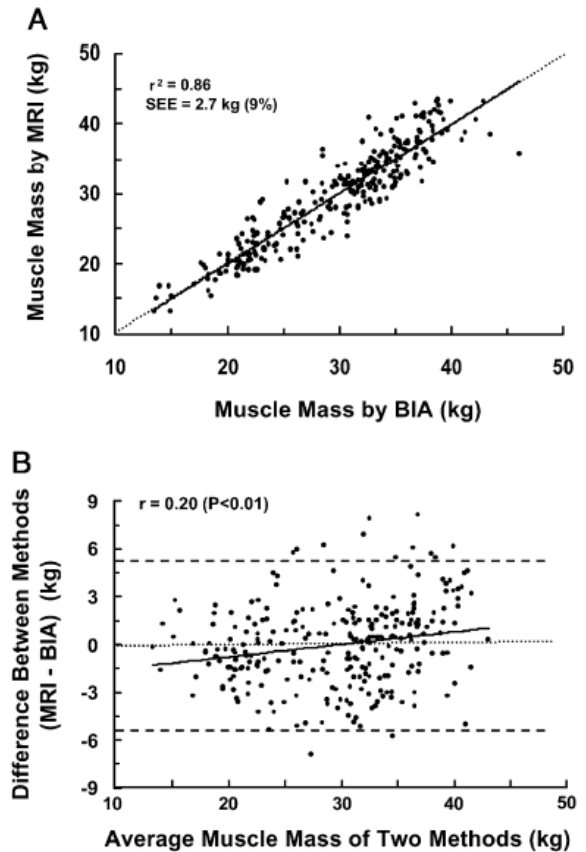 A
50
r² = 0.86
SEE = 2.7 kg (9%)
40
30
20
10
Muscle Mass by MRI (kg)
10 20 30 40 50
Muscle Mass by BIA (kg)
B
9
r = 0.20 (P<0.01)
6
3
0
-3
-6
-9
Difference Between Methods
(MRI - BIA) (kg)
10 20 30 40 50
Average Muscle Mass of Two Methods (kg)